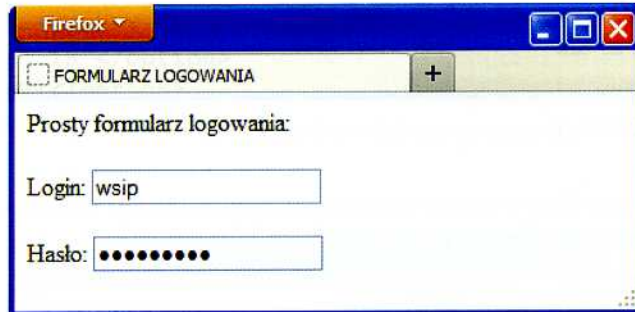 Firefox
FORMULARZ LOGOWANIA
Prosty formularz logowania:
Login: wsip
Hasło: •••••••••